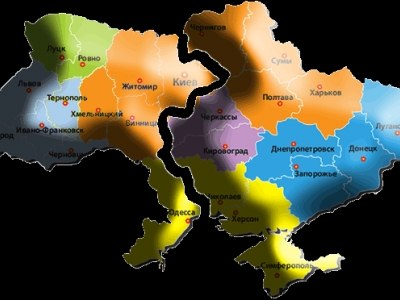 Чернигов
Луцк
Ровно
Сумы
Киев
Львов
Житомир
Харьков
Тернополь
Полтава
Хмельницкий
Черкассы
Винница
Луганс
Ивано-Франковск
Днепропетровск
Донецк
Кировоград
Запорожье
Николаев
Одесса
Херсон
Симферополь